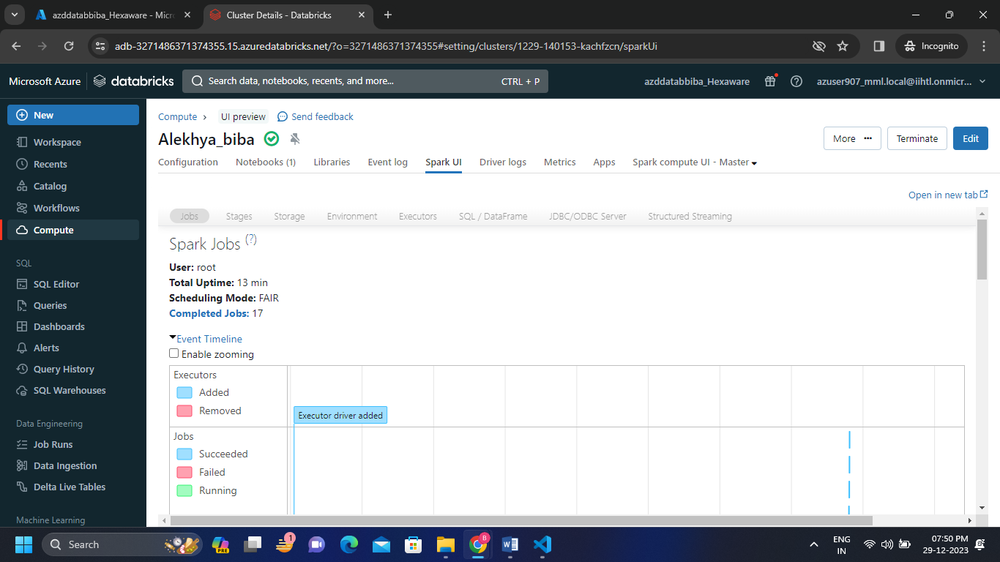 azddatabbiba_Hexaware - Micr
Cluster Details - Databricks
adb-3271486371374355.15.azuredatabricks.net/?o=3271486371374355#setting/clusters/1229-140153-kachfzcn/sparkUi
Incognito
Microsoft Azure
databricks
Search data, notebooks, recents, and more...
CTRL + P
azddatabbiba_Hexaware
azuser907_mml.local@iihtl.onmicr...
New
Workspace
Recents
Catalog
Workflows
Compute
SQL
SQL Editor
Queries
Dashboards
Alerts
Query History
SQL Warehouses
Data Engineering
Job Runs
Data Ingestion
Delta Live Tables
Machine Learning
Compute › UI preview Send feedback
Alekhya_biba
More ···
Terminate
Edit
Configuration Notebooks (1) Libraries Event log Spark UI Driver logs Metrics Apps Spark compute UI - Master
Open in new tab
Jobs Stages Storage Environment Executors SQL / DataFrame JDBC/ODBC Server Structured Streaming
Spark Jobs (?)
User: root
Total Uptime: 13 min
Scheduling Mode: FAIR
Completed Jobs: 17
Event Timeline
Enable zooming
Executors
Added
Removed
Executor driver added
Jobs
Succeeded
Failed
Running
Search
PRE
1
B
ENG
IN
07:50 PM
29-12-2023